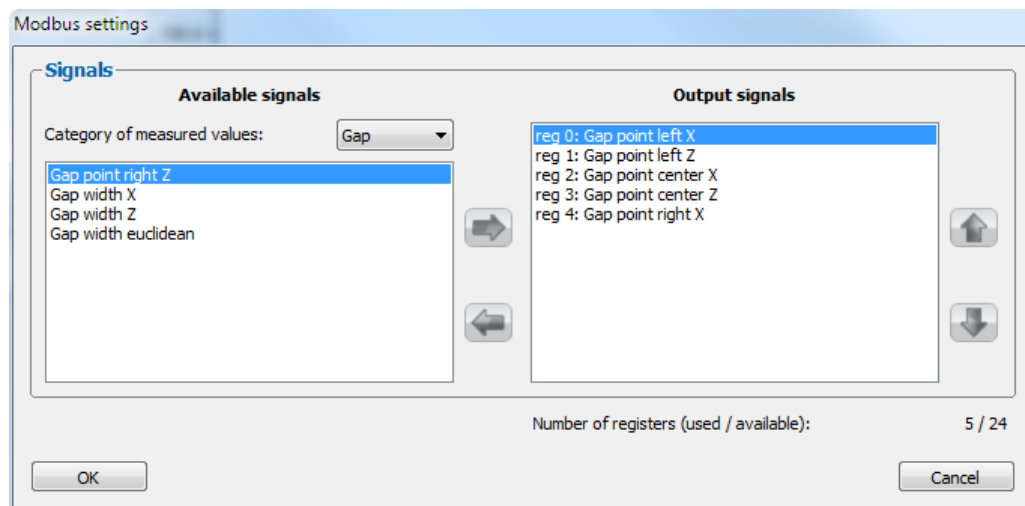 Modbus settings
Signals
Available signals
Category of measured values:
Gap
Gap point right Z
Gap width X
Gap width Z
Gap width euclidean
Output signals
reg 0: Gap point left X
reg 1: Gap point left Z
reg 2: Gap point center X
reg 3: Gap point center Z
reg 4: Gap point right X
Number of registers (used / available):
5 / 24
OK
Cancel